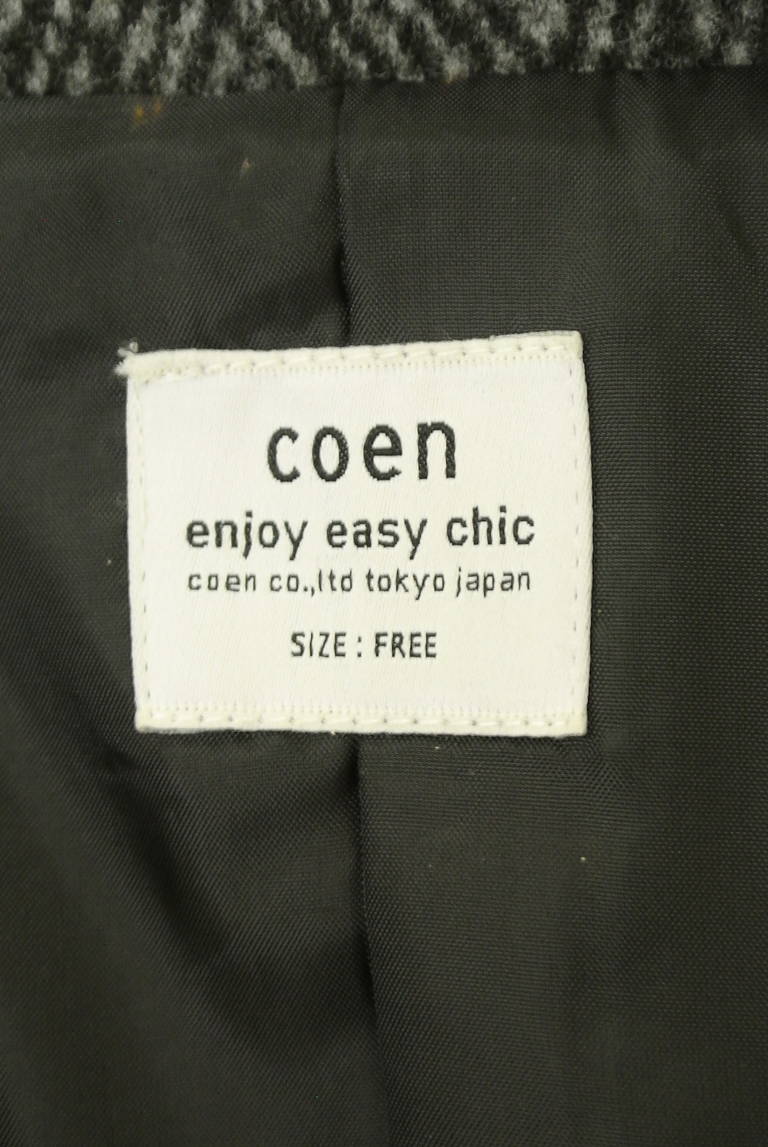 coen
enjoy easy chic
coen co.,ltd tokyo japan
SIZE : FREE